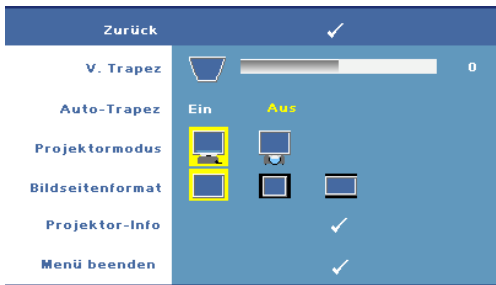 Zurück
V. Trapez 0
Auto-Trapez Ein Aus
Projektormodus
Bildseitenformat
Projektor-Info
Menü beenden